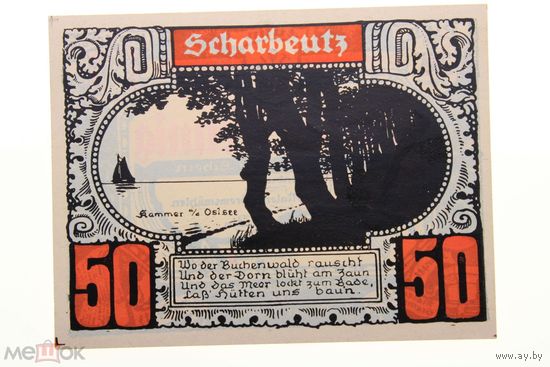 Scharbeutz
Kammer a/e Ostsee
50
50
Wo der Buchenwald rauscht
Und der Dorn blüht am Zaun
Und das Meer lockt zum Bade,
Laß Hütten uns baun.
МЕШОК
www.ay.by